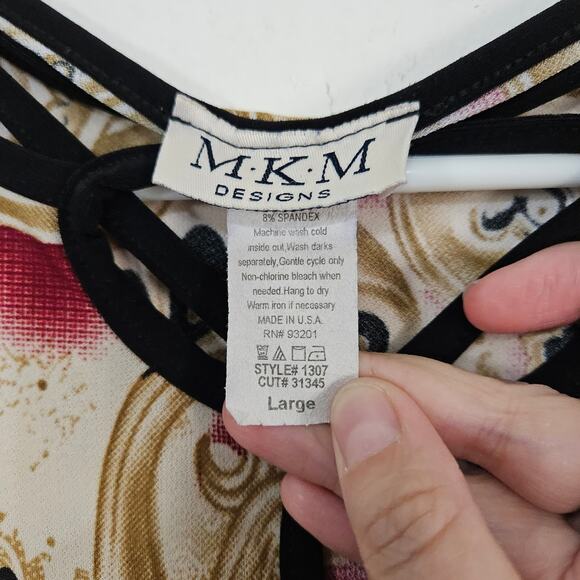 M·K·M
DESIGNS
8% SPANDEX
Machine wash cold
inside out,Wash darks
separately,Gentle cycle only
Non-chlorine bleach when
needed.Hang to dry
Warm iron if necessary
MADE IN U.S.A.
RN# 93201
STYLE# 1307
CUT# 31345
Large